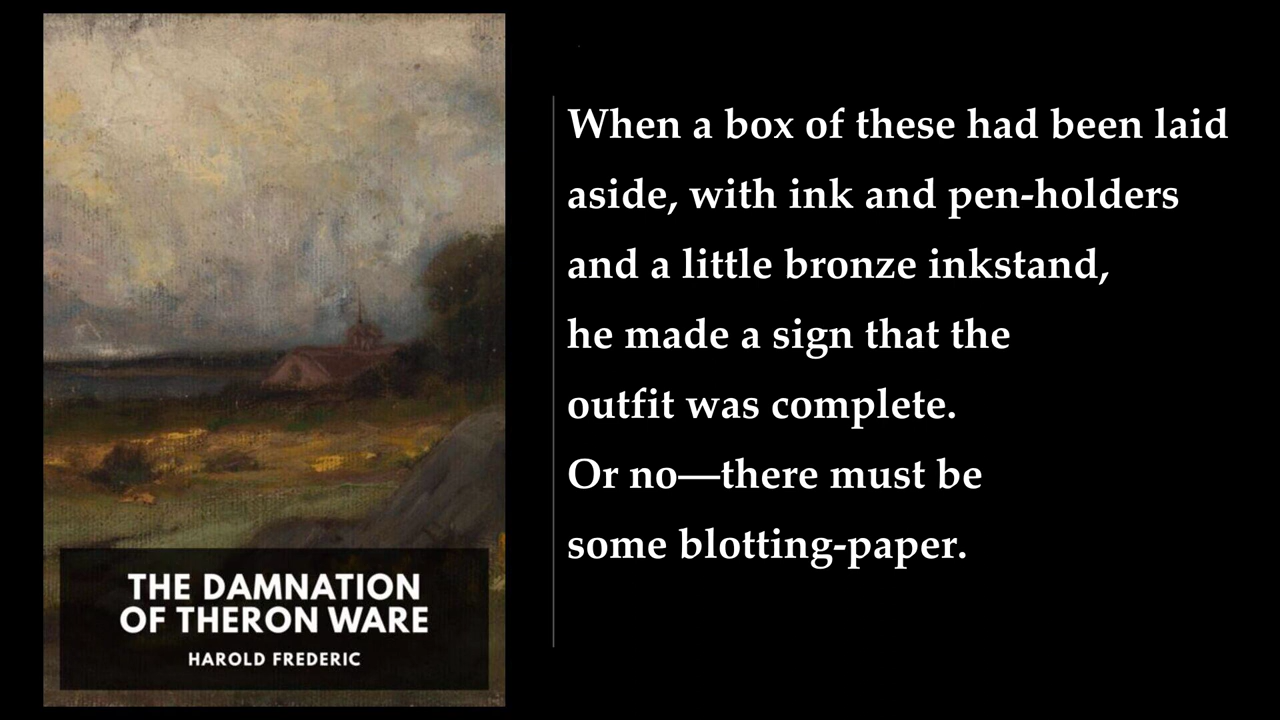 THE DAMNATION
OF THERON WARE
HAROLD FREDERIC
When a box of these had been laid
aside, with ink and pen-holders
and a little bronze inkstand,
he made a sign that the
outfit was complete.
Or no—there must be
some blotting-paper.